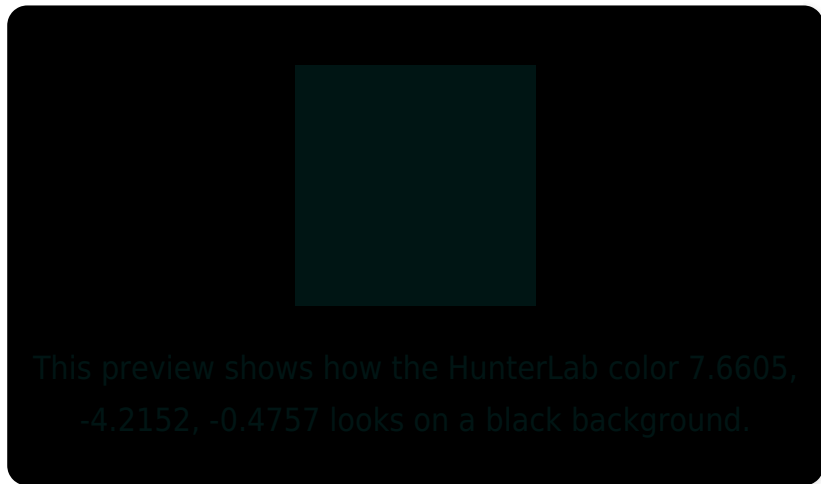 This preview shows how the HunterLab color 7.6605,
-4.2152, -0.4757 looks on a black background.